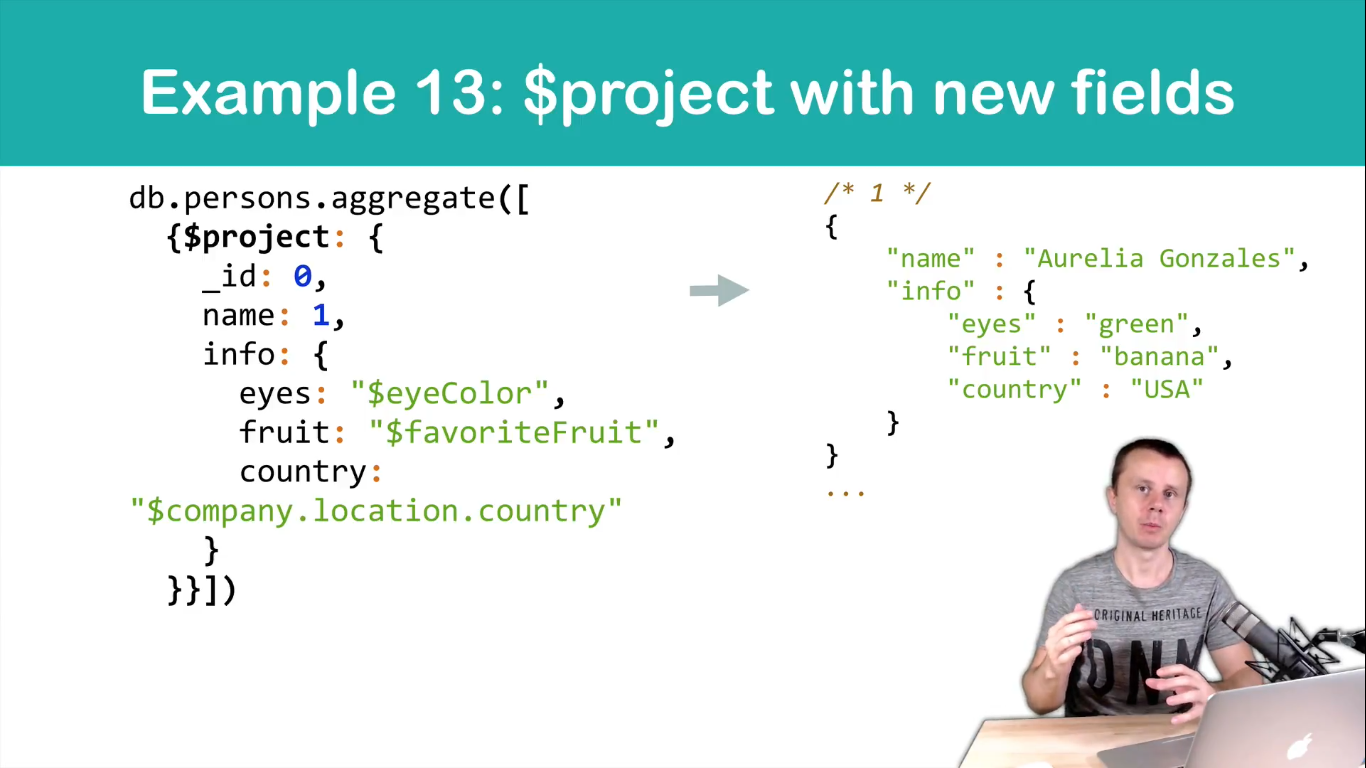 Example 13: $project with new fields
db.persons.aggregate([
{$project: {
_id: 0,
name: 1,
info: {
eyes: "$eyeColor",
fruit: "$favoriteFruit",
country:
"$company.location.country"
}
}}])
/* 1 */
{
"name" : "Aurelia Gonzales",
"info" : {
"eyes" : "green",
"fruit" : "banana",
"country" : "USA"
}
}
...
ORIGINAL HERITAGE
DNM